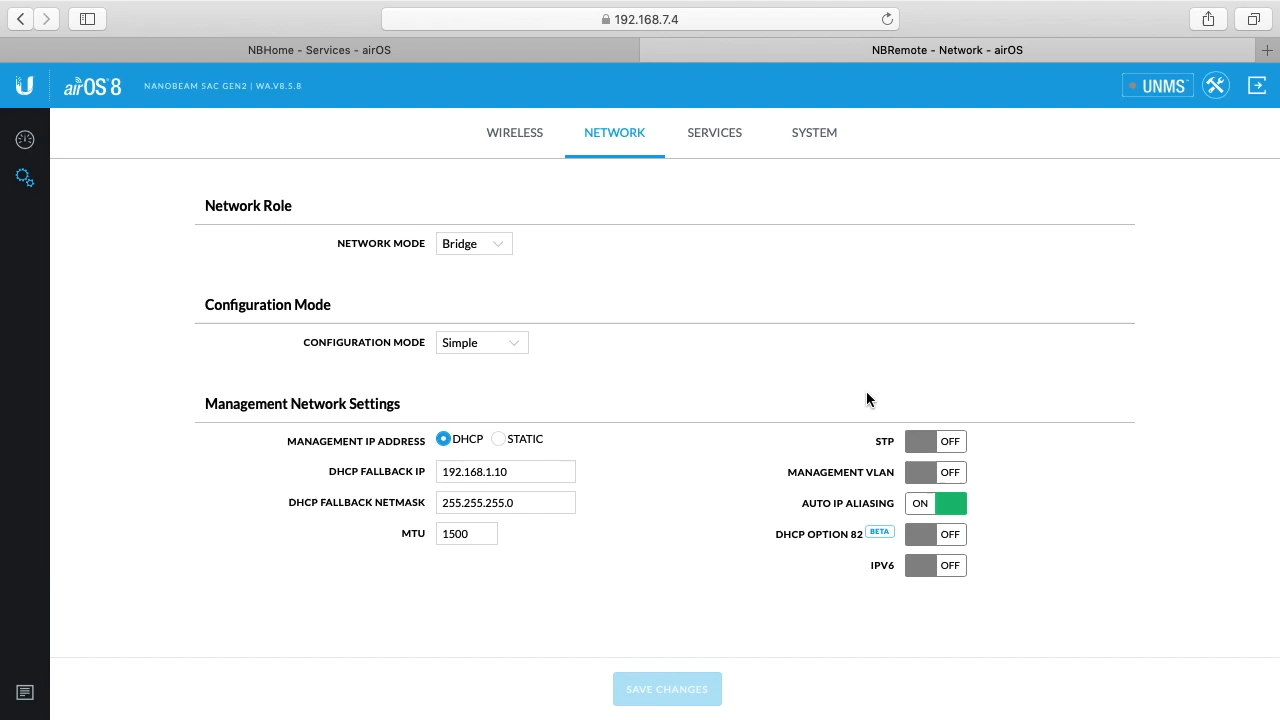 192.168.7.4
NBHome - Services - airOS
NBRemote - Network - airOS
U airOS 8 NANOBEAM 5AC GEN2 | WA.V8.5.8 UNMS
WIRELESS NETWORK SERVICES SYSTEM
Network Role
NETWORK MODE Bridge
Configuration Mode
CONFIGURATION MODE Simple
Management Network Settings
MANAGEMENT IP ADDRESS DHCP STATIC
DHCP FALLBACK IP 192.168.1.10
DHCP FALLBACK NETMASK 255.255.255.0
MTU 1500
STP OFF
MANAGEMENT VLAN OFF
AUTO IP ALIASING ON
DHCP OPTION 82 BETA OFF
IPV6 OFF
SAVE CHANGES